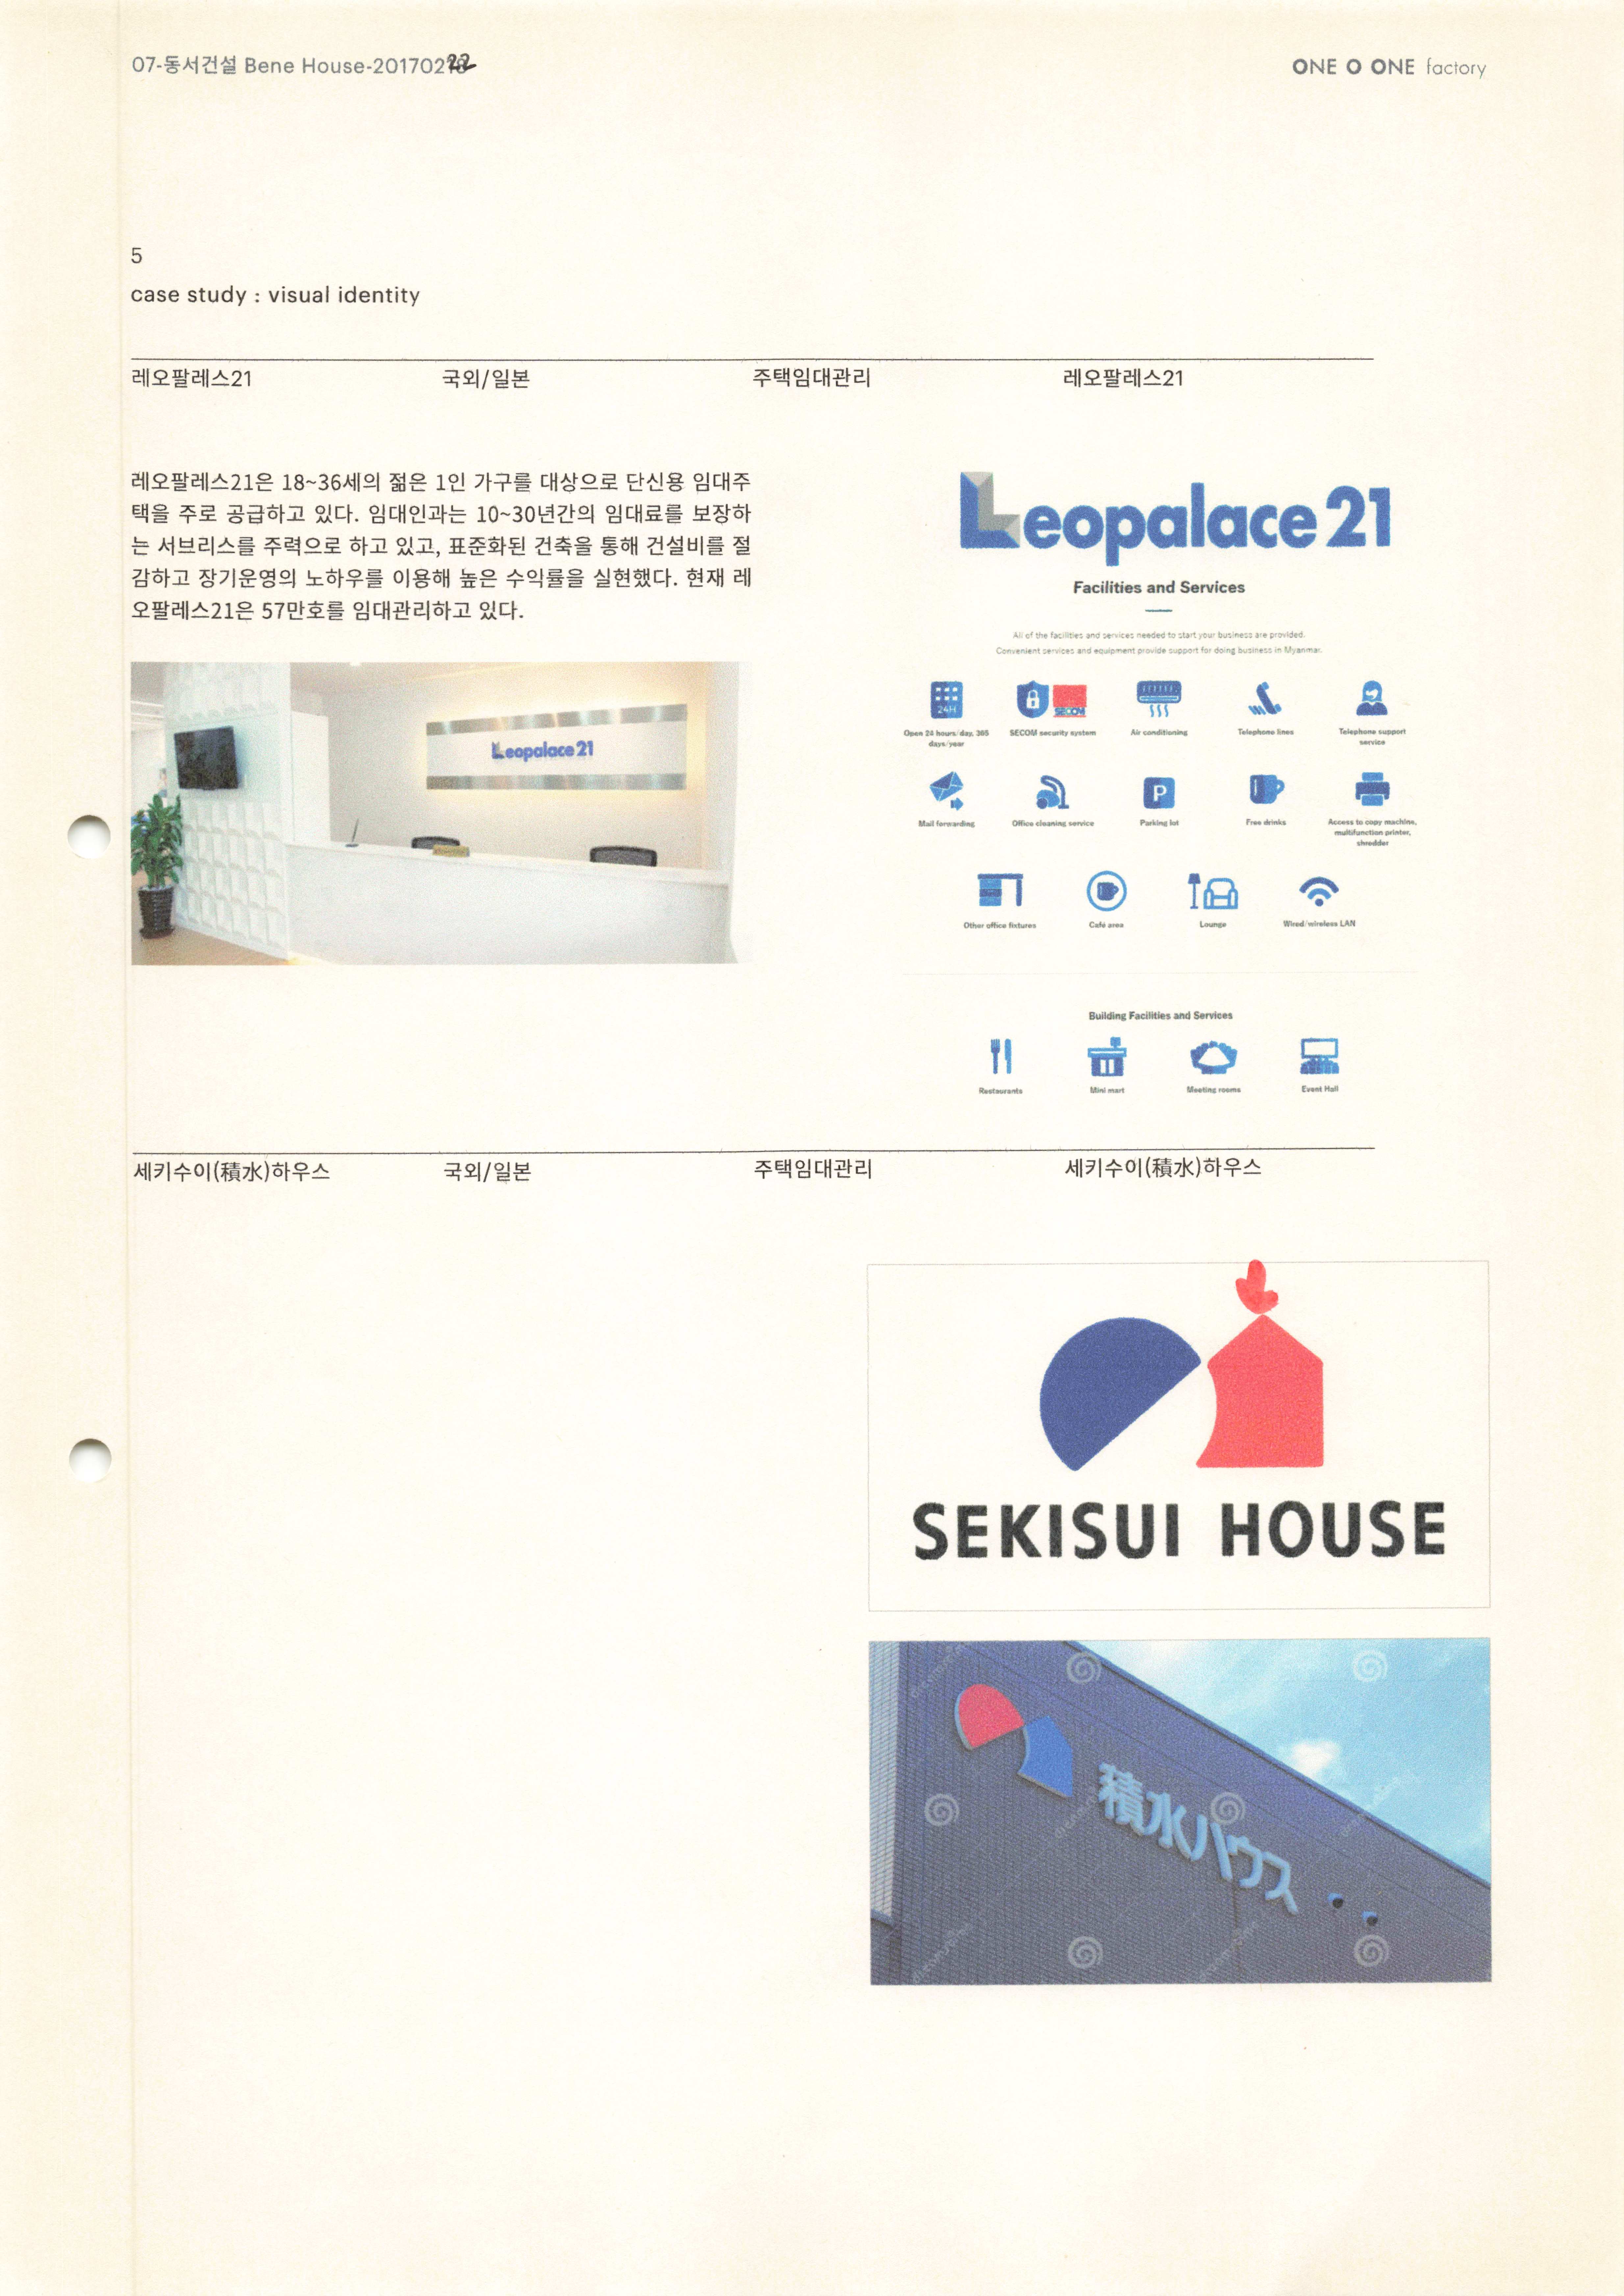 07-동서건설 Bene House-20170222
ONE O ONE factory
5
case study : visual identity
레오팔레스21 국외/일본 주택임대관리 레오팔레스21
레오팔레스21은 18~36세의 젊은 1인 가구를 대상으로 단신용 임대주
택을 주로 공급하고 있다. 임대인과는 10~30년간의 임대료를 보장하
는 서브리스를 주력으로 하고 있고, 표준화된 건축을 통해 건설비를 절
감하고 장기운영의 노하우를 이용해 높은 수익률을 실현했다. 현재 레
오팔레스21은 57만호를 임대관리하고 있다.
Leopalace21
Leopalace 21
Facilities and Services
All of the facilities and services needed to start your business are provided.
Convenient services and equipment provide support for doing business in Myanmar.
24H
SECOM
Open 24 hours/day, 365
days/year
SECOM security system
Air conditioning
Telephone lines
Telephone support
service
P
Mail forwarding
Office cleaning service
Parking lot
Free drinks
Access to copy machine,
multifunction printer,
shredder
Other office fixtures
Café area
Lounge
Wired/wireless LAN
Building Facilities and Services
Restaurants
Mini mart
Meeting rooms
Event Hall
세키수이(積水)하우스 국외/일본 주택임대관리 세키수이(積水)하우스
SEKISUI HOUSE
積水ハウス